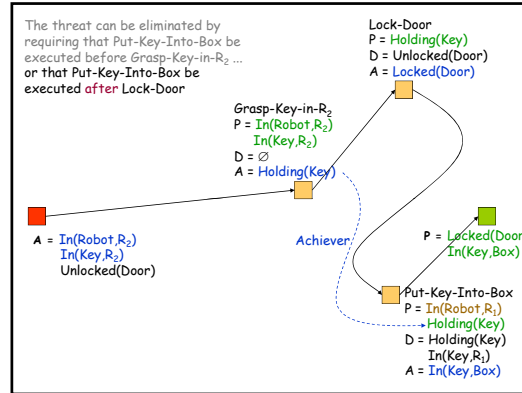 The threat can be eliminated by
requiring that Put-Key-Into-Box be
executed before Grasp-Key-in-R₂ ...
or that Put-Key-Into-Box be
executed after Lock-Door
Lock-Door
P = Holding(Key)
D = Unlocked(Door)
A = Locked(Door)
Grasp-Key-in-R₂
P = In(Robot,R₂)
In(Key,R₂)
D = ∅
A = Holding(Key)
A = In(Robot,R₂)
In(Key,R₂)
Unlocked(Door)
Achiever
P = Locked(Door
In(Key,Box)
Put-Key-Into-Box
P = In(Robot,R₁)
Holding(Key)
D = Holding(Key)
In(Key,R₁)
A = In(Key,Box)